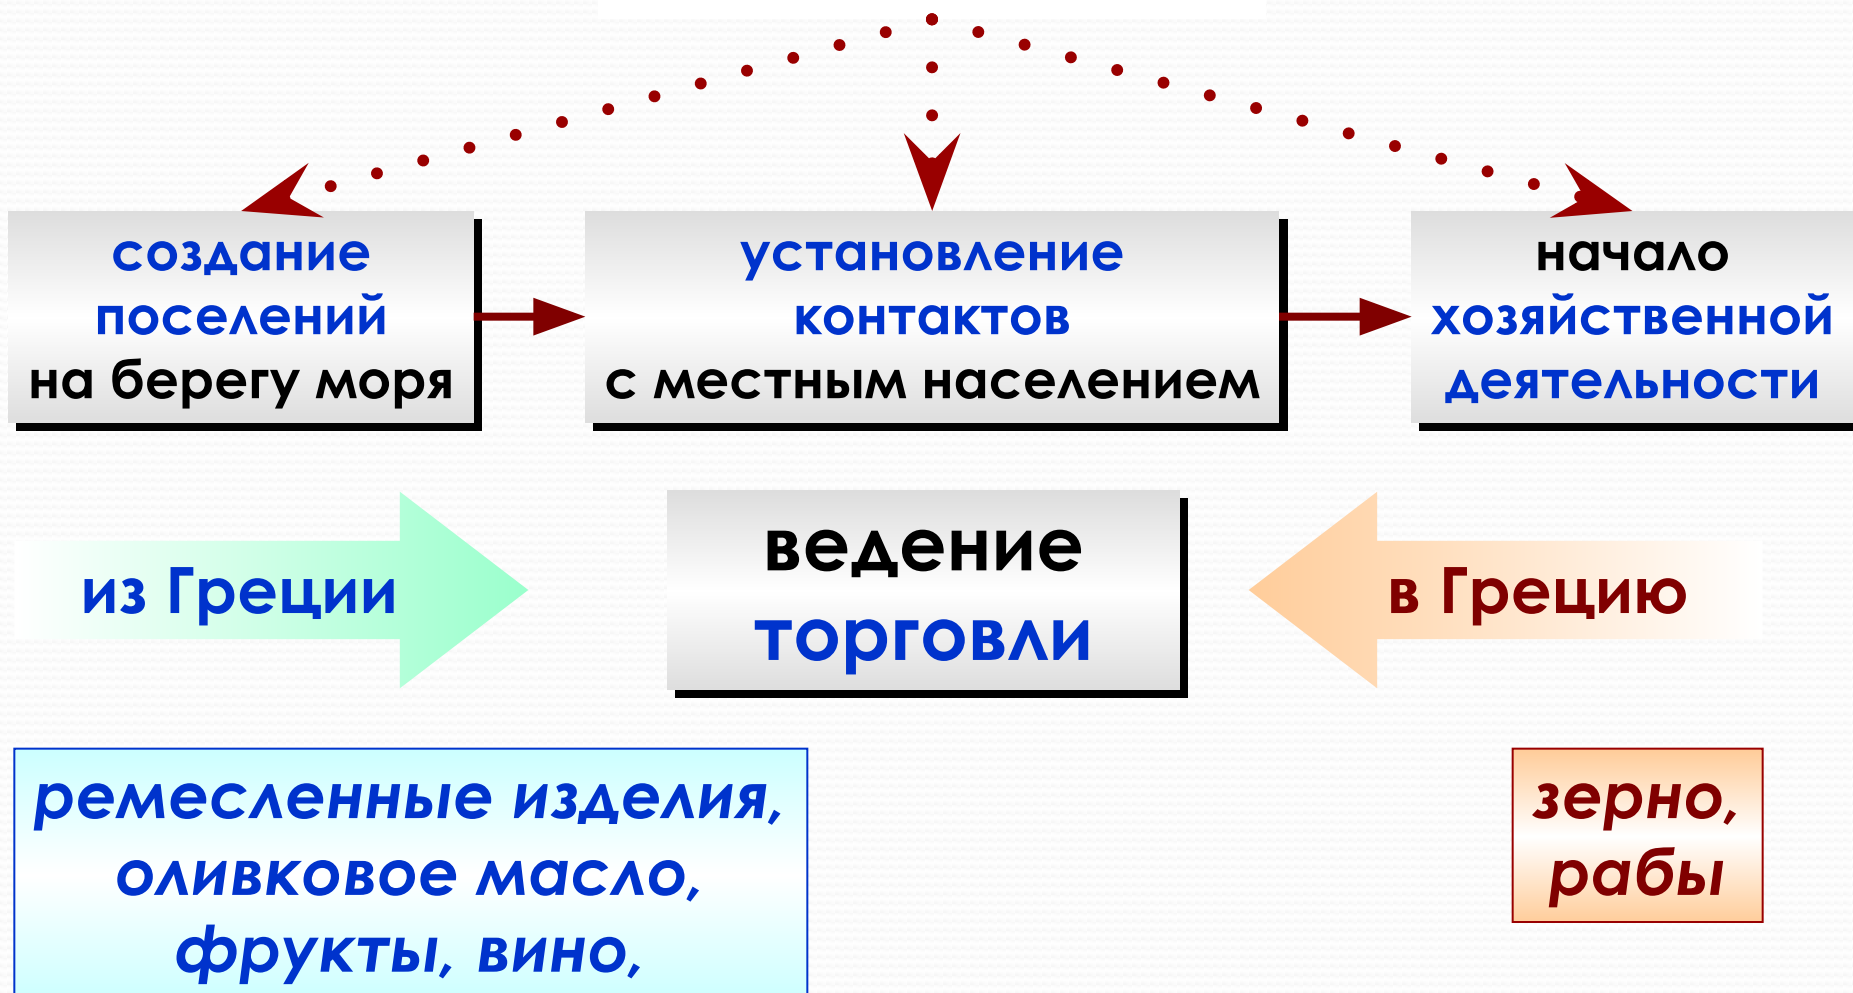 создание
поселений
на берегу моря
установление
контактов
с местным населением
начало
хозяйственной
деятельности
из Греции
ведение
торговли
в Грецию
ремесленные изделия,
оливковое масло,
фрукты, вино,
зерно,
рабы